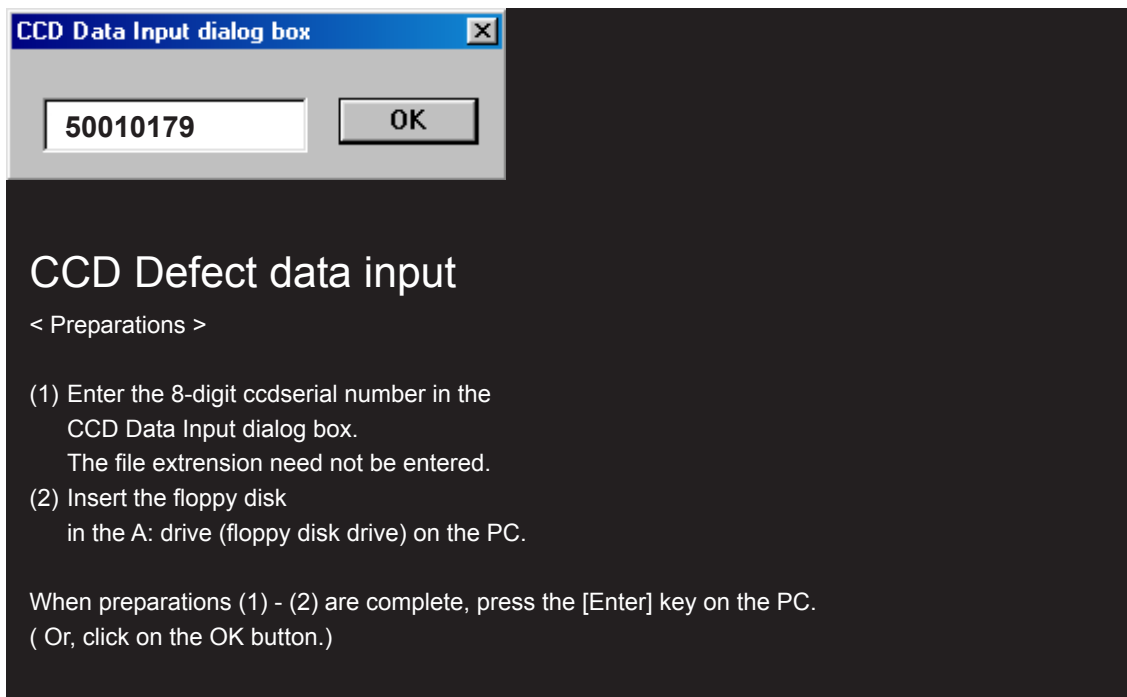 CCD Data Input dialog box
50010179
OK
CCD Defect data input
< Preparations >
(1) Enter the 8-digit ccdserial number in the
CCD Data Input dialog box.
The file extrension need not be entered.
(2) Insert the floppy disk
in the A: drive (floppy disk drive) on the PC.
When preparations (1) - (2) are complete, press the [Enter] key on the PC.
( Or, click on the OK button.)